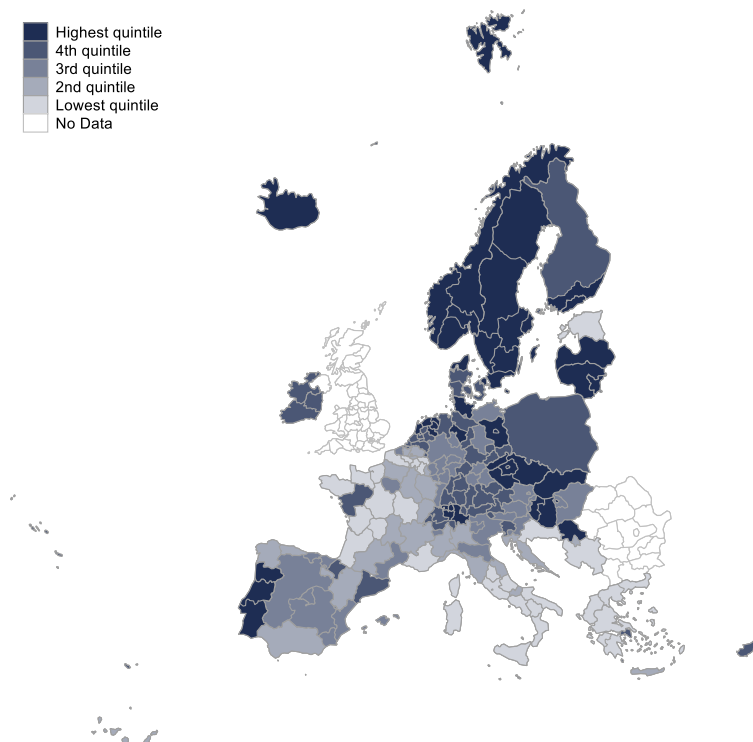 Highest quintile
4th quintile
3rd quintile
2nd quintile
Lowest quintile
No Data